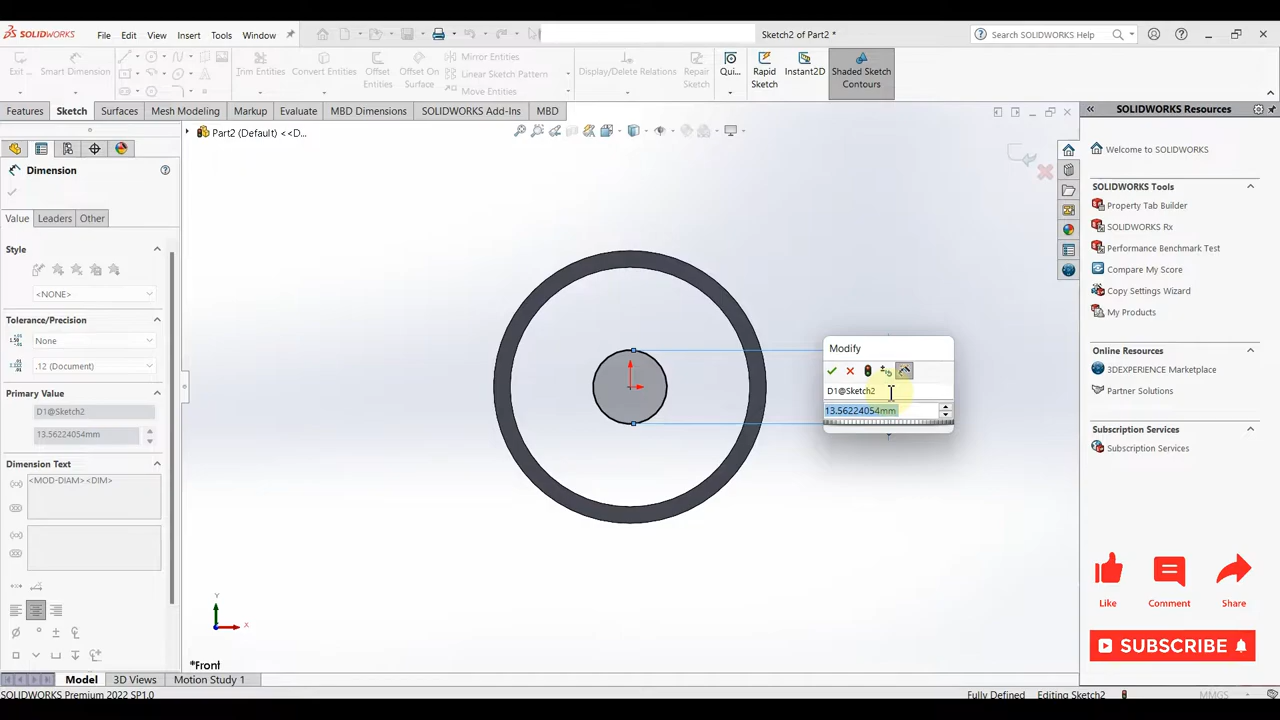 SOLIDWORKS
File Edit View Insert Tools Window
Sketch2 of Part2 *
Search SOLIDWORKS Help
Exit ...
Smart Dimension
Trim Entities
Convert Entities
Offset Entities
Offset On Surface
Mirror Entities
Linear Sketch Pattern
Move Entities
Display/Delete Relations
Repair Sketch
Qui...
Rapid Sketch
Instant2D
Shaded Sketch Contours
Features Sketch Surfaces Mesh Modeling Markup Evaluate MBD Dimensions SOLIDWORKS Add-Ins MBD
Part2 (Default) <<D...
Dimension
Value Leaders Other
Style
<NONE>
Tolerance/Precision
None
.12 (Document)
Primary Value
D1@Sketch2
13.56224054mm
Dimension Text
<MOD-DIAM> <DIM>
Modify
D1@Sketch2
13.56224054mm
Y
X
*Front
SOLIDWORKS Resources
Welcome to SOLIDWORKS
SOLIDWORKS Tools
Property Tab Builder
SOLIDWORKS Rx
Performance Benchmark Test
Compare My Score
Copy Settings Wizard
My Products
Online Resources
3DEXPERIENCE Marketplace
Partner Solutions
Subscription Services
Subscription Services
Like Comment Share
SUBSCRIBE
Model 3D Views Motion Study 1
SOLIDWORKS Premium 2022 SP1.0
Fully Defined Editing Sketch2 MMGS